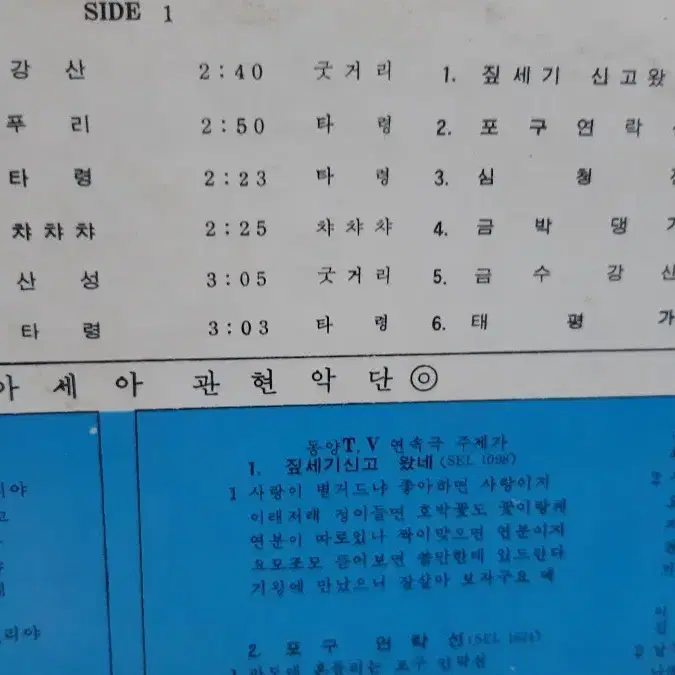 SIDE 1
강 산 2:40 굿거리 1. 짚세기 신고왔
푸 리 2:50 타 령 2. 포 구 연 락
타 령 2:23 타 령 3. 심 청
챠챠챠 2:25 챠챠챠 4. 금 박 댕
산 성 3:05 굿거리 5. 금 수 강 산
타 령 3:03 타 령 6. 태 평 가
아 세 아 관 현 악 단 ◎
동양T.V 연속극 주제가
1. 짚세기신고 왔네 (SEL 1098)
1 사랑이 별거드냐 좋아하면 사랑이지
이래저래 정이들면 호박꽃도 꽃이랑께
연분이 따로있나 짝이맞으면 연분이지
요모조모 뜯어보면 쓸만한데 있드란다
기왕에 만났으니 잘살아 보자구요 예
2. 포 구 연 락 선
리야